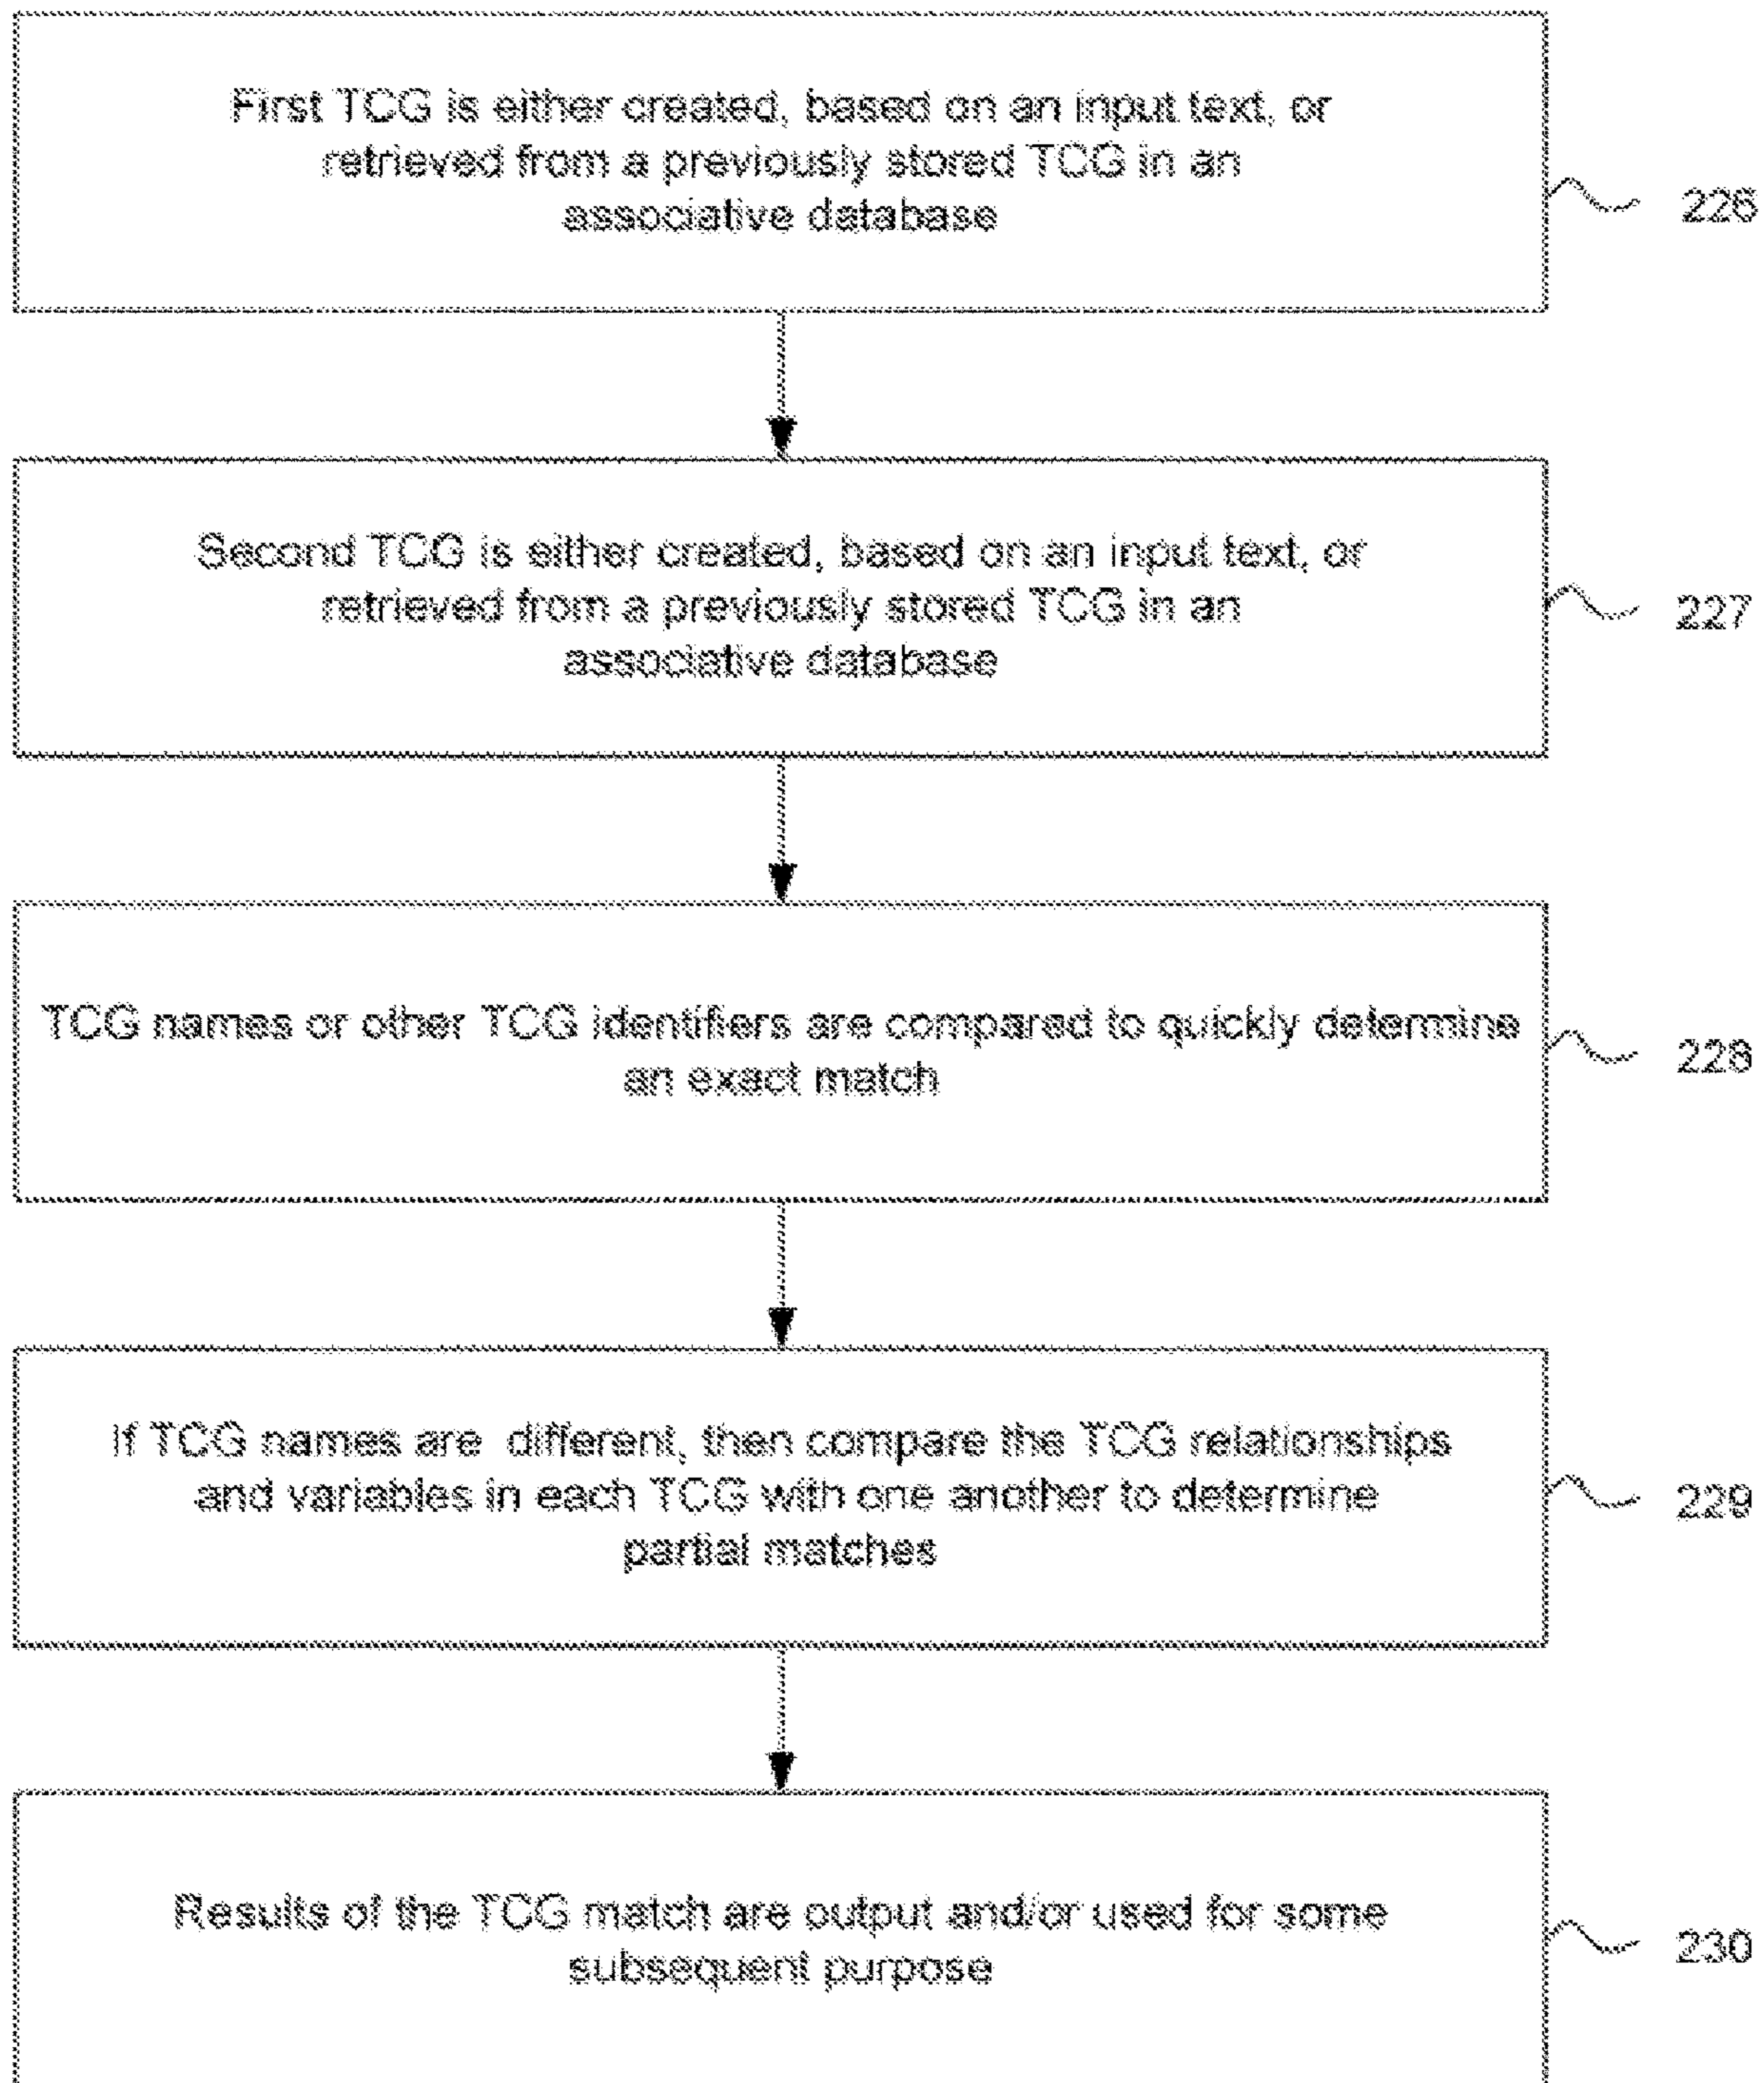 First TCG is either created, based on an input text, or
retrieved from a previously stored TCG in an
associative database
226
Second TCG is either created, based on an input text, or
retrieved from a previously stored TCG in an
associative database
227
TCG names or other TCG identifiers are compared to quickly determine
an exact match
228
If TCG names are different, then compare the TCG relationships
and variables in each TCG with one another to determine
partial matches
229
Results of the TCG match are output and/or used for some
subsequent purpose
230